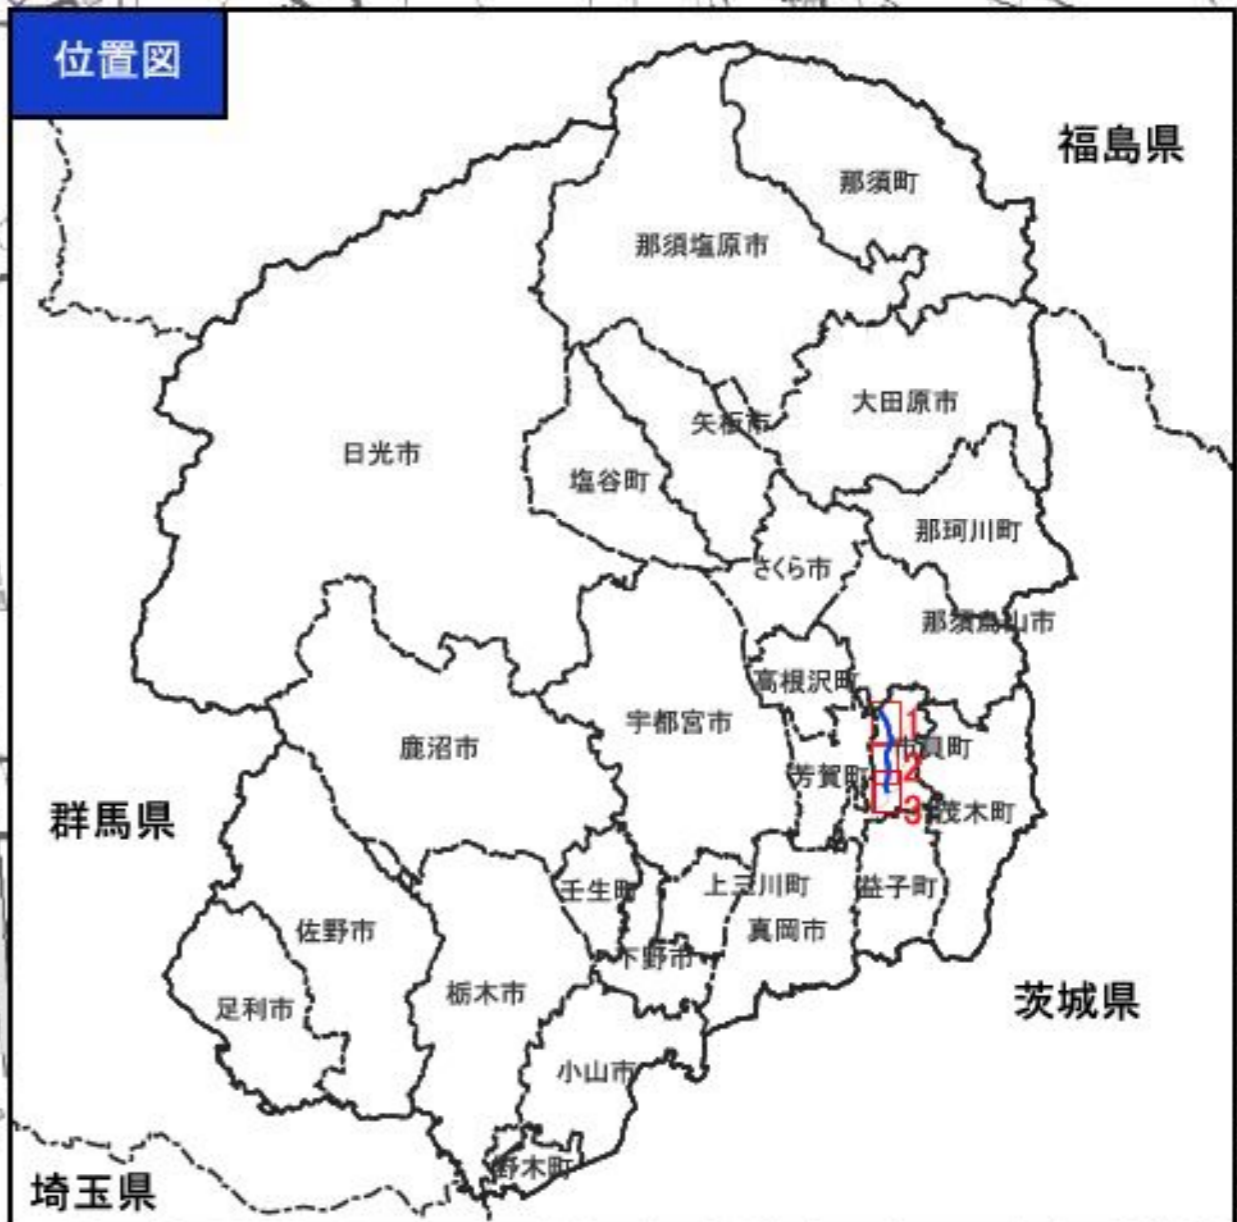 位置図
福島県
那須町
那須塩原市
大田原市
矢板市
日光市
塩谷町
那珂川町
さくら市
那須烏山市
高根沢町
宇都宮市
1
鹿沼市
市貝町
芳賀町
2
群馬県
3
茂木町
壬生町
上三川町
益子町
佐野市
真岡市
下野市
栃木市
茨城県
足利市
小山市
野木町
埼玉県